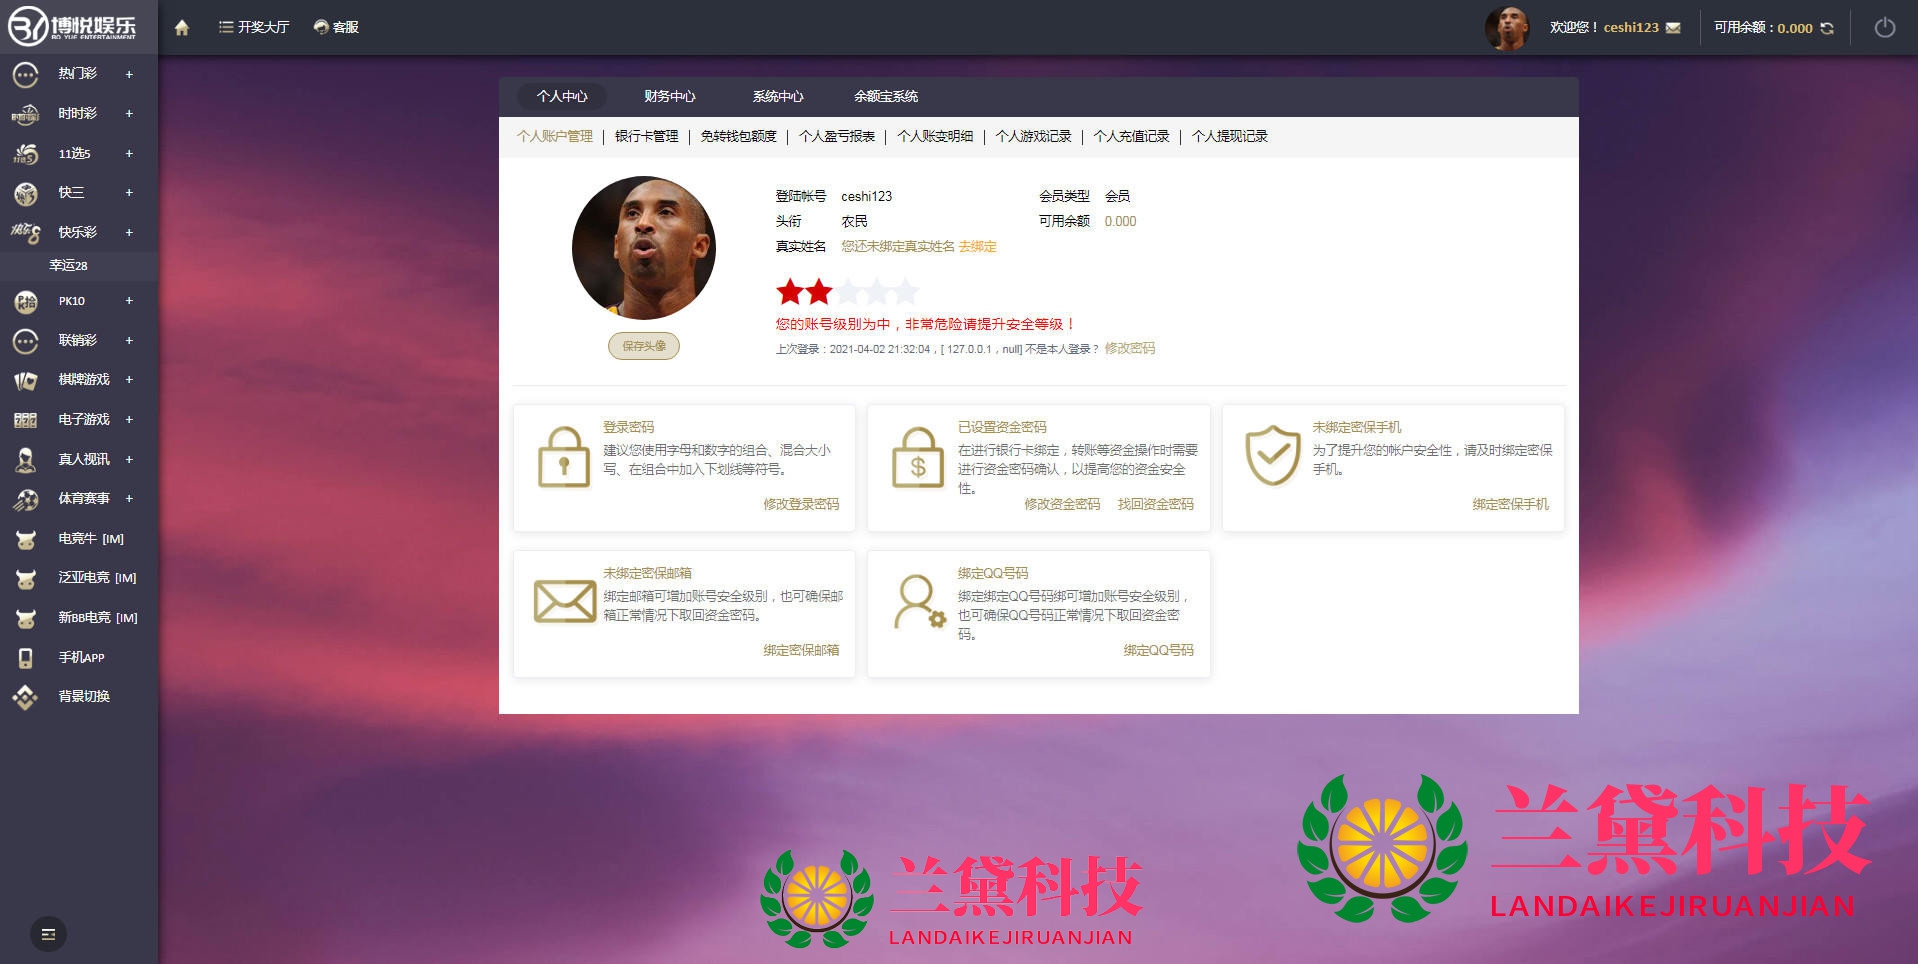 博悦娱乐
BO YUE ENTERTAINMENT
开奖大厅
客服
欢迎您！ceshi123
可用余额：0.000
热门彩 +
时时彩 +
11选5 +
快三 +
快乐彩 +
幸运28
PK10 +
联销彩 +
棋牌游戏 +
电子游戏 +
真人视讯 +
体育赛事 +
电竞牛 [IM]
泛亚电竞 [IM]
新BB电竞 [IM]
手机APP
背景切换
个人中心 财务中心 系统中心 余额宝系统
个人账户管理 | 银行卡管理 | 免转钱包额度 | 个人盈亏报表 | 个人账变明细 | 个人游戏记录 | 个人充值记录 | 个人提现记录
登陆帐号 ceshi123 会员类型 会员
头衔 农民 可用余额 0.000
真实姓名 您还未绑定真实姓名 去绑定
您的账号级别为中，非常危险请提升安全等级！
保存头像
上次登录：2021-04-02 21:32:04，[ 127.0.0.1，null] 不是本人登录？ 修改密码
登录密码
建议您使用字母和数字的组合、混合大小
写、在组合中加入下划线等符号。
修改登录密码
已设置资金密码
在进行银行卡绑定，转账等资金操作时需要
进行资金密码确认，以提高您的资金安全
性。
修改资金密码 找回资金密码
未绑定密保手机
为了提升您的帐户安全性，请及时绑定密保
手机。
绑定密保手机
未绑定密保邮箱
绑定邮箱可增加账号安全级别，也可确保邮
箱正常情况下取回资金密码。
绑定密保邮箱
绑定QQ号码
绑定绑定QQ号码绑可增加账号安全级别，
也可确保QQ号码正常情况下取回资金密
码。
绑定QQ号码
兰黛科技
LANDAIKEJIRUANJIAN
兰黛科技
LANDAIKEJIRUANJIAN